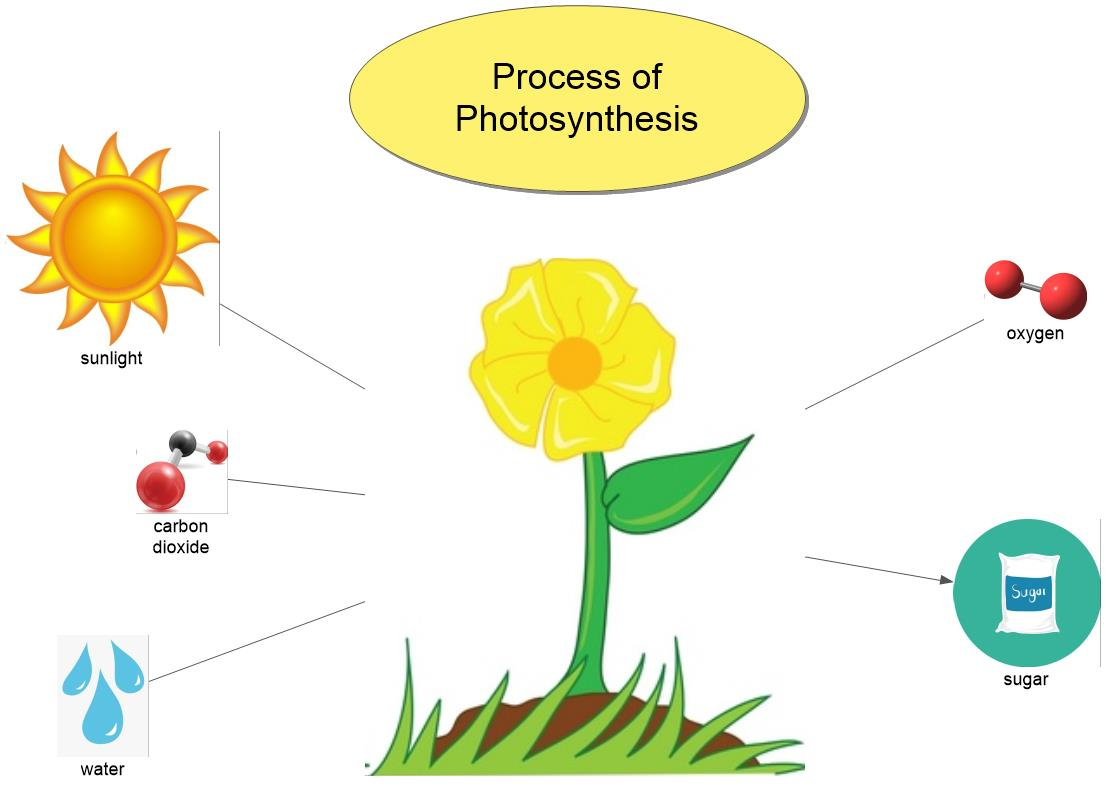 Process of
Photosynthesis
sunlight
oxygen
carbon
dioxide
Sugar
sugar
water